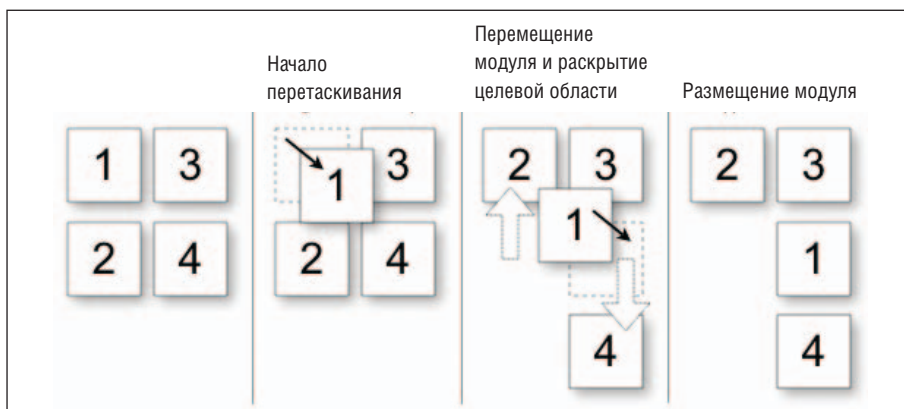 Начало
перетаскивания
Перемещение
модуля и раскрытие
целевой области
Размещение модуля
1 3
2 4
1 3
2 4
2 3
1
4
2 3
1
4